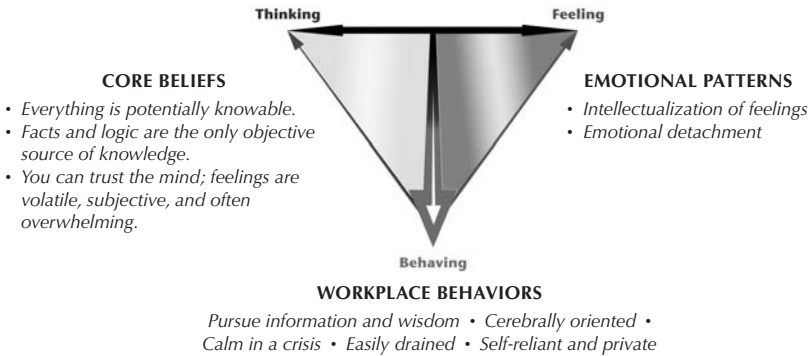 Thinking
Feeling
CORE BELIEFS
• Everything is potentially knowable.
• Facts and logic are the only objective
source of knowledge.
• You can trust the mind; feelings are
volatile, subjective, and often
overwhelming.
EMOTIONAL PATTERNS
• Intellectualization of feelings
• Emotional detachment
Behaving
WORKPLACE BEHAVIORS
Pursue information and wisdom • Cerebrally oriented •
Calm in a crisis • Easily drained • Self-reliant and private